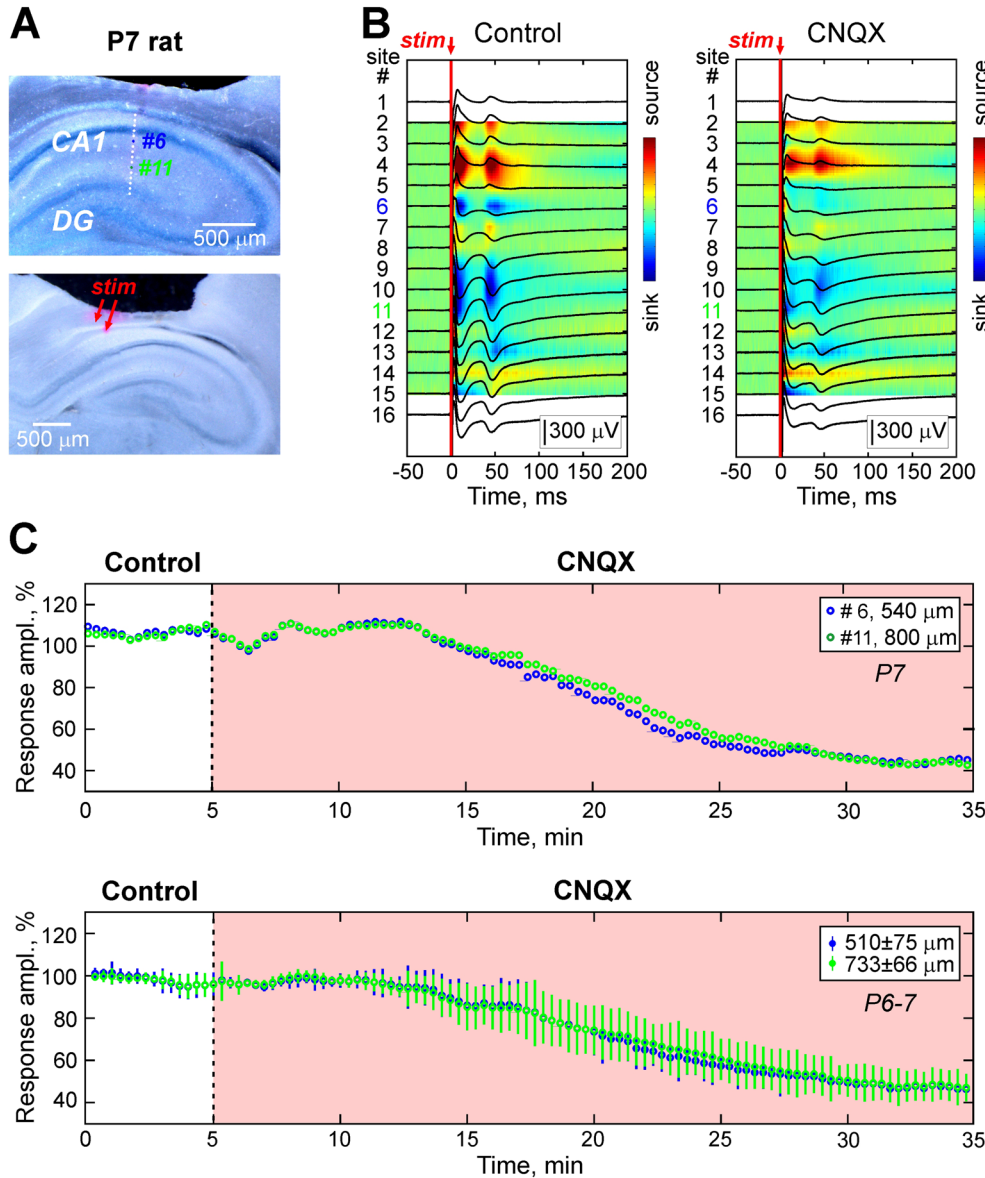 A
P7 rat
CA1
#6
#11
DG
500 μm
stim
500 μm
B
stim
Control
site
#
1
2
3
4
5
6
7
8
9
10
11
12
13
14
15
16
source
sink
300 μV
-50 0 50 100 150 200
Time, ms
stim
CNQX
site
#
1
2
3
4
5
6
7
8
9
10
11
12
13
14
15
16
source
sink
300 μV
-50 0 50 100 150 200
Time, ms
C
Control
CNQX
Response ampl., %
120
100
80
60
40
# 6, 540 μm
#11, 800 μm
P7
0 5 10 15 20 25 30 35
Time, min
Control
CNQX
Response ampl., %
120
100
80
60
40
510±75 μm
733±66 μm
P6-7
0 5 10 15 20 25 30 35
Time, min